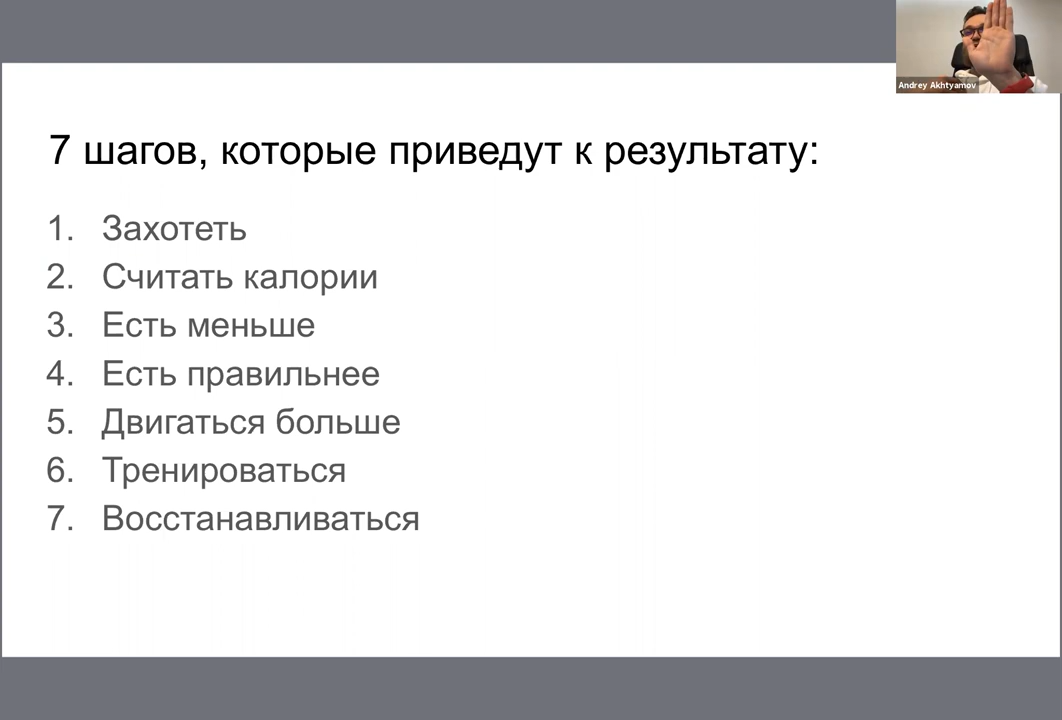 Andrey Akhtyamov
7 шагов, которые приведут к результату:
1. Захотеть
2. Считать калории
3. Есть меньше
4. Есть правильнее
5. Двигаться больше
6. Тренироваться
7. Восстанавливаться